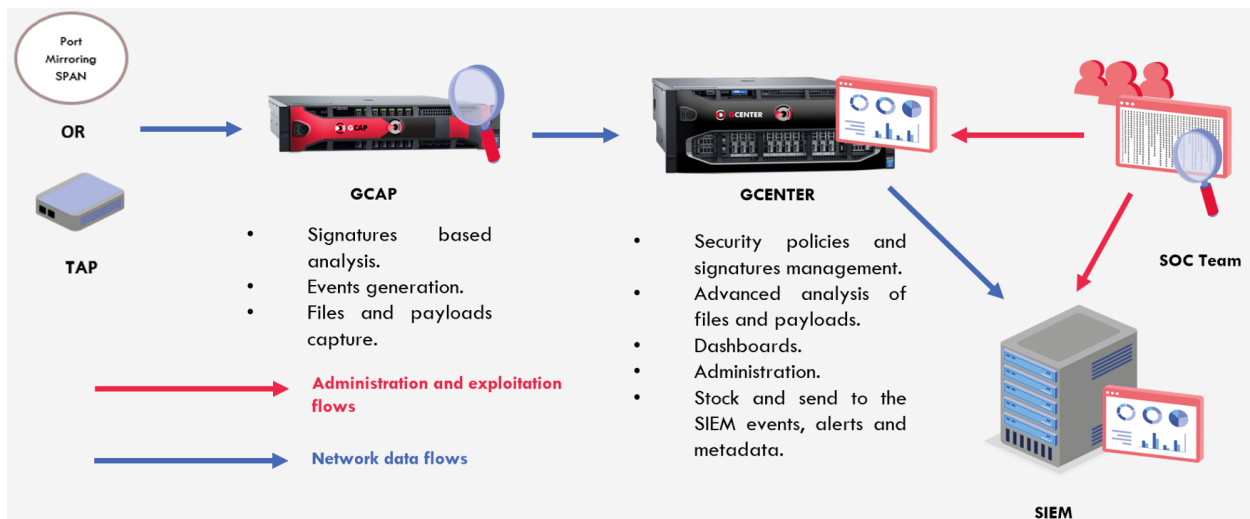 Port
Mirroring
SPAN
OR
TAP
GCAP
GCAP
• Signatures based
analysis.
• Events generation.
• Files and payloads
capture.
GCENTER
GCENTER
• Security policies and
signatures management.
• Advanced analysis of
files and payloads.
• Dashboards.
• Administration.
• Stock and send to the
SIEM events, alerts and
metadata.
SOC Team
SIEM
Administration and exploitation
flows
Network data flows